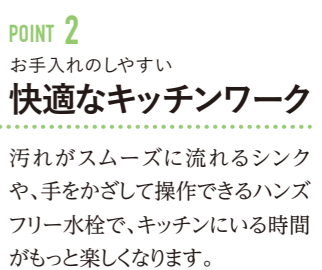 POINT 2
お手入れのしやすい
快適なキッチンワーク
汚れがスムーズに流れるシンク
や、手をかざして操作できるハンズ
フリー水栓で、キッチンにいる時間
がもっと楽しくなります。